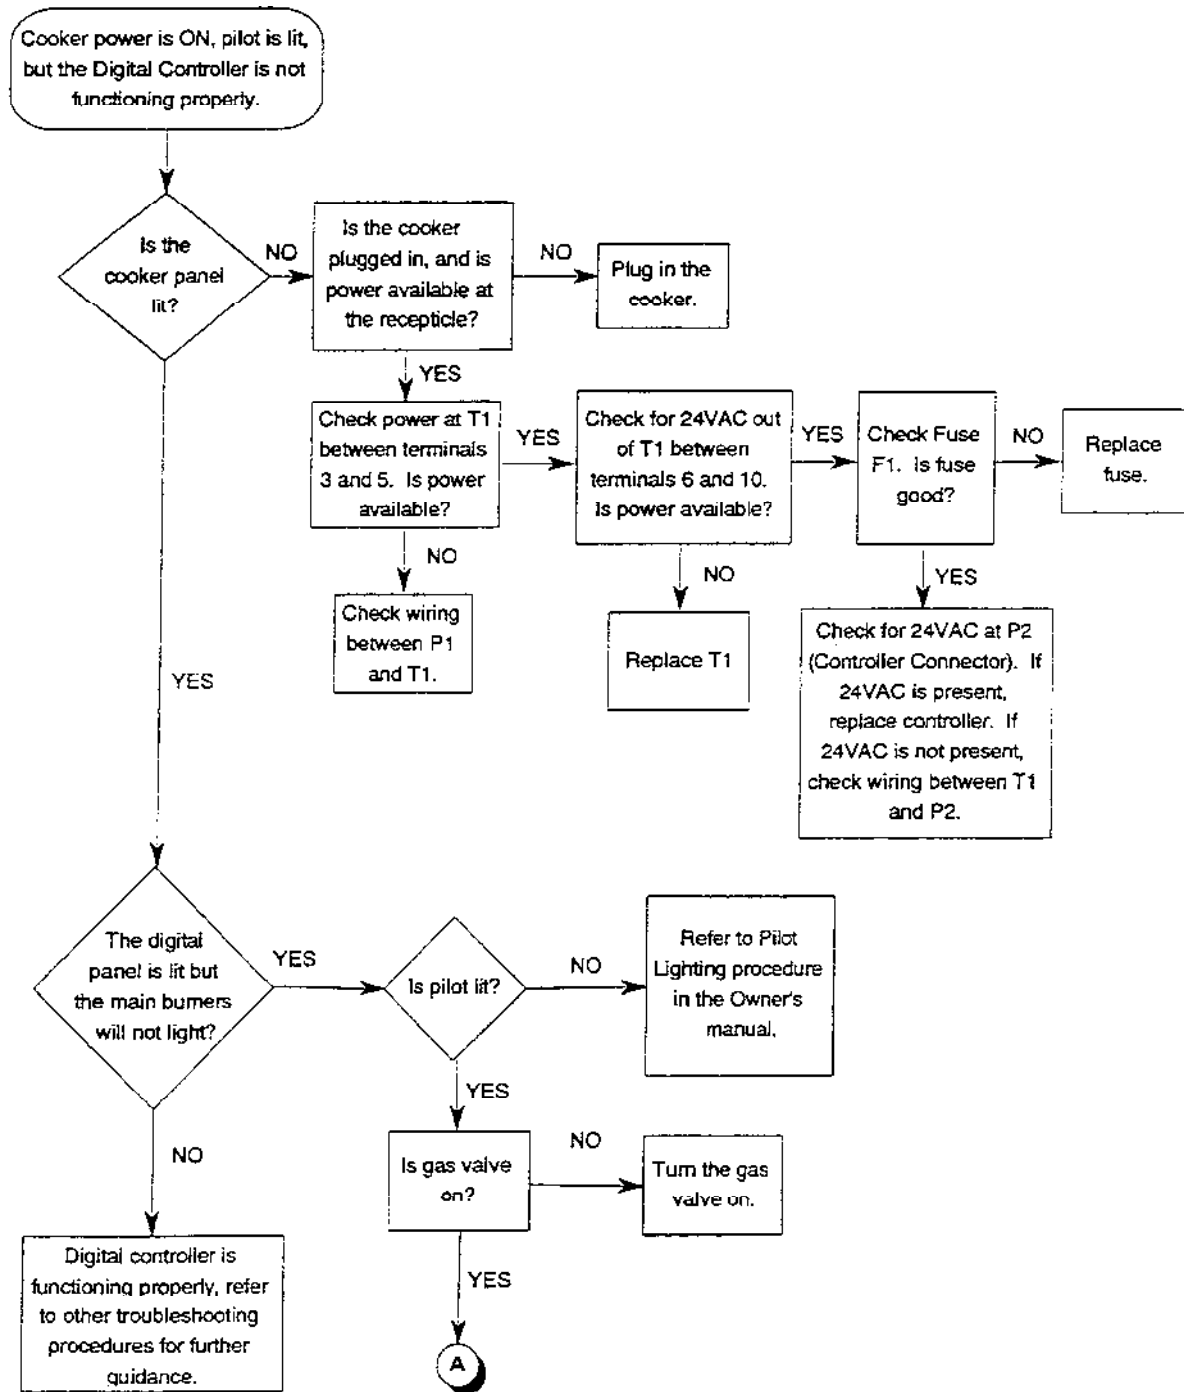 Cooker power is ON, pilot is lit,
but the Digital Controller is not
functioning properly.
Is the
cooker panel
lit?
NO
Is the cooker
plugged in, and is
power available at
the recepticle?
NO
Plug in the
cooker.
YES
Check power at T1
between terminals
3 and 5. Is power
available?
YES
Check for 24VAC out
of T1 between
terminals 6 and 10.
Is power available?
YES
Check Fuse
F1. Is fuse
good?
NO
Replace
fuse.
NO
Check wiring
between P1
and T1.
NO
Replace T1
YES
Check for 24VAC at P2
(Controller Connector). If
24VAC is present,
replace controller. If
24VAC is not present,
check wiring between T1
and P2.
YES
The digital
panel is lit but
the main burners
will not light?
YES
Is pilot lit?
NO
Refer to Pilot
Lighting procedure
in the Owner's
manual.
YES
Is gas valve
on?
NO
Turn the gas
valve on.
NO
Digital controller is
functioning properly, refer
to other troubleshooting
procedures for further
guidance.
YES
A